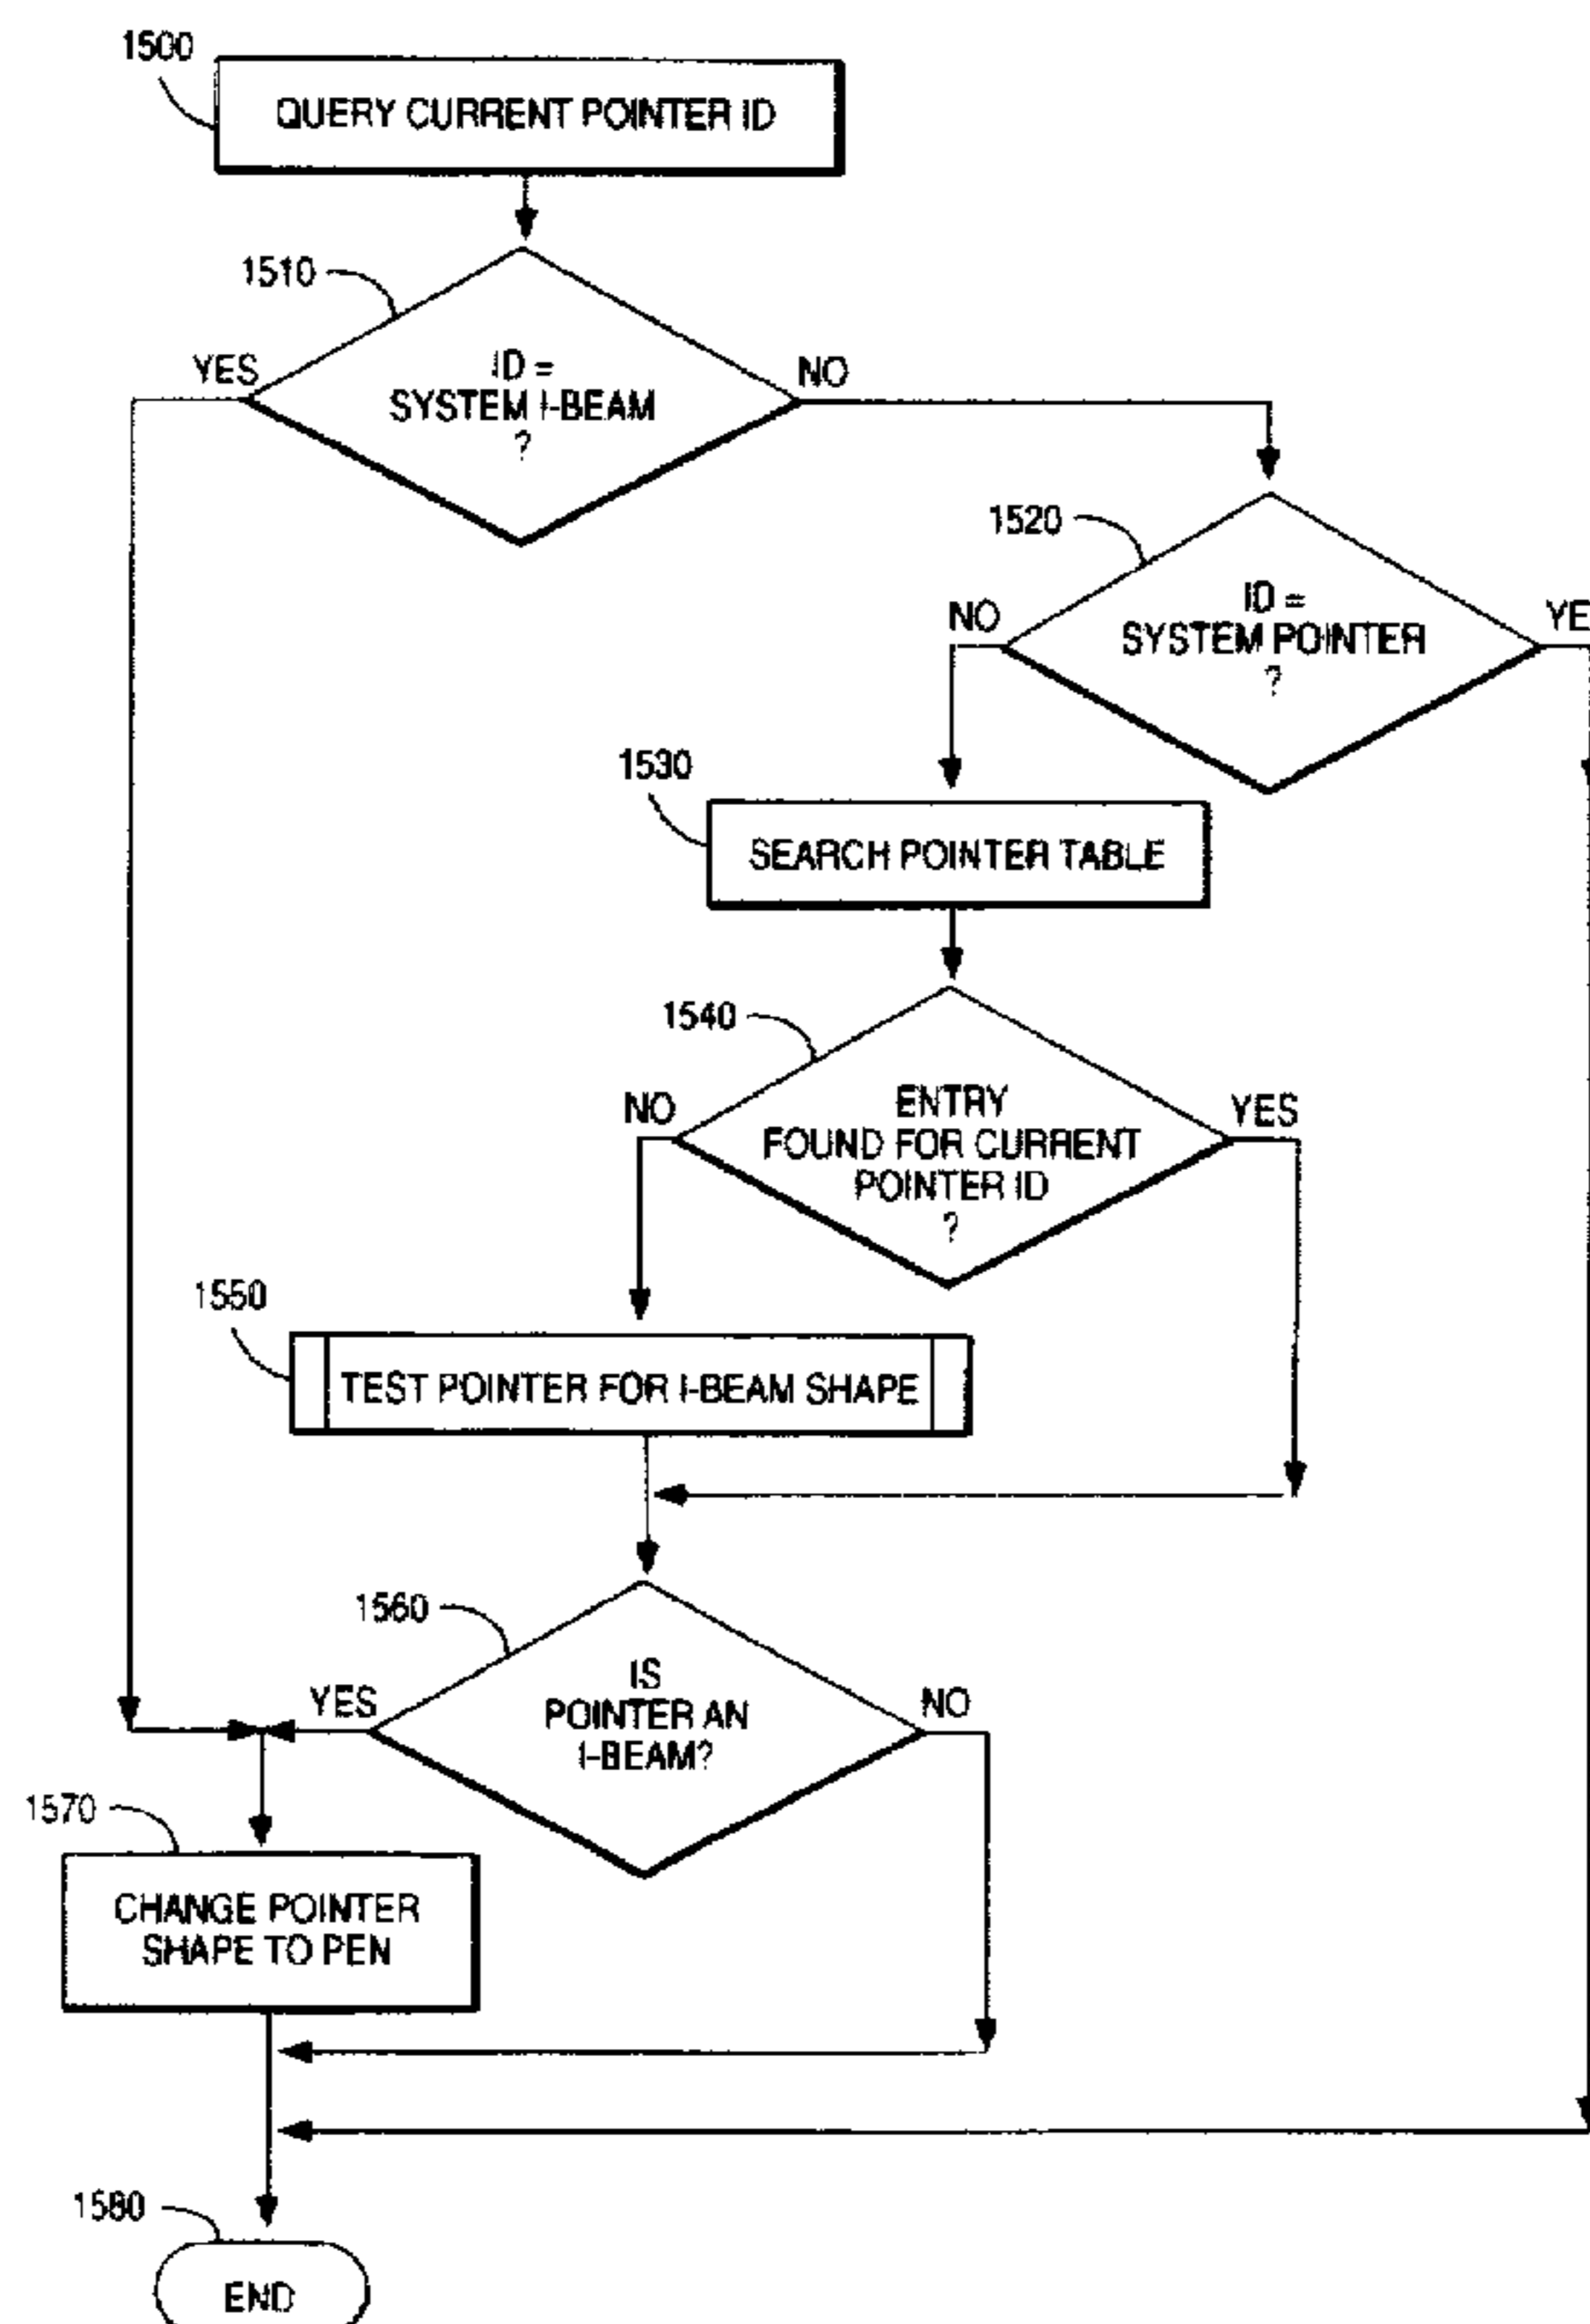 1500
QUERY CURRENT POINTER ID
1510
YES
ID =
SYSTEM I-BEAM
?
NO
1520
NO
ID =
SYSTEM POINTER
?
YE
1530
SEARCH POINTER TABLE
1540
NO
ENTRY
FOUND FOR CURRENT
POINTER ID
?
YES
1550
TEST POINTER FOR I-BEAM SHAPE
1560
YES
IS
POINTER AN
I-BEAM?
NO
1570
CHANGE POINTER
SHAPE TO PEN
1580
END